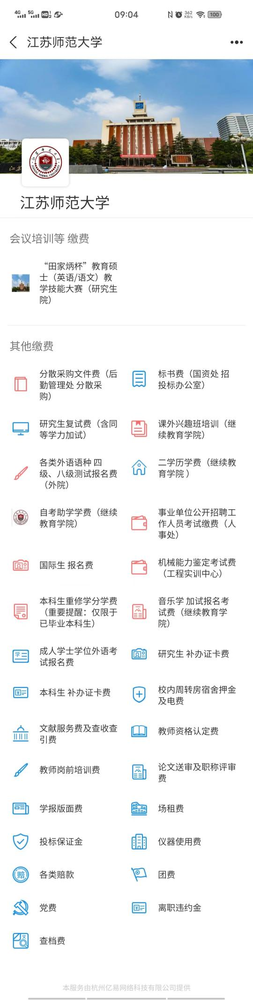 4G 5G HD 1 2
09:04
362 KB/s 100
江苏师范大学
江苏师范大学
JIANGSU NORMAL UNIVERSITY
江苏师范大学
会议培训等 缴费
“田家炳杯”教育硕
士（英语/语文）教
学技能大赛（研究生
院）
其他缴费
分散采购文件费（后
勤管理处 分散采
购）
标书费（国资处 招
投标办公室）
研究生复试费（含同
等学力加试）
课外兴趣班培训（继
续教育学院）
各类外语语种 四
级、八级测试报名费
（外院）
二学历学费（继续教
育学院 ）
自考助学学费（继续
教育学院）
事业单位公开招聘工
作人员考试缴费（人
事处）
国际生 报名费
机械能力鉴定考试费
（工程实训中心）
本科生重修学分学费
（重要提醒：仅限于
已毕业本科生）
音乐学 加试报名考
试费（继续教育学
院）
学
成人学士学位外语考
试报名费
研究生 补办证卡费
本科生 补办证卡费
校内周转房宿舍押金
及电费
文献服务费及查收查
引费
教师资格认定费
教师岗前培训费
论文送审及职称评审
费
学报版面费
场租费
投标保证金
仪器使用费
赔
各类赔款
团费
党费
离职违约金
文
查档费
本服务由杭州亿易网络科技有限公司提供